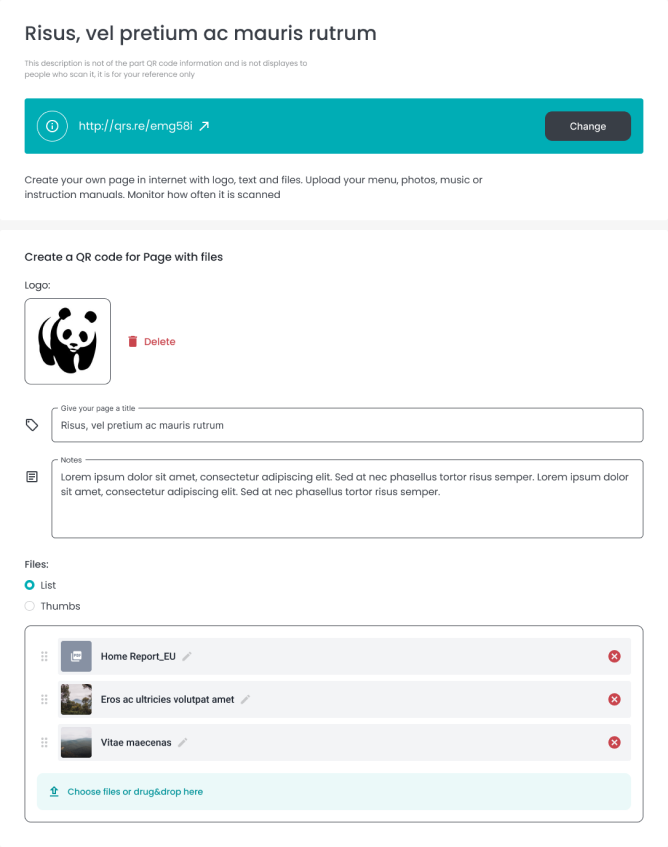 Risus, vel pretium ac mauris rutrum
This description is not of the part QR code information and is not displayes to
people who scan it, it is for your reference only
http://qrs.re/emg58i
Change
Create your own page in internet with logo, text and files. Upload your menu, photos, music or
instruction manuals. Monitor how often it is scanned
Create a QR code for Page with files
Logo:
Delete
Give your page a title
Risus, vel pretium ac mauris rutrum
Notes
Lorem ipsum dolor sit amet, consectetur adipiscing elit. Sed at nec phasellus tortor risus semper. Lorem ipsum dolor
sit amet, consectetur adipiscing elit. Sed at nec phasellus tortor risus semper.
Files:
List
Thumbs
Home Report_EU
Eros ac ultricies volutpat amet
Vitae maecenas
Choose files or drug&drop here